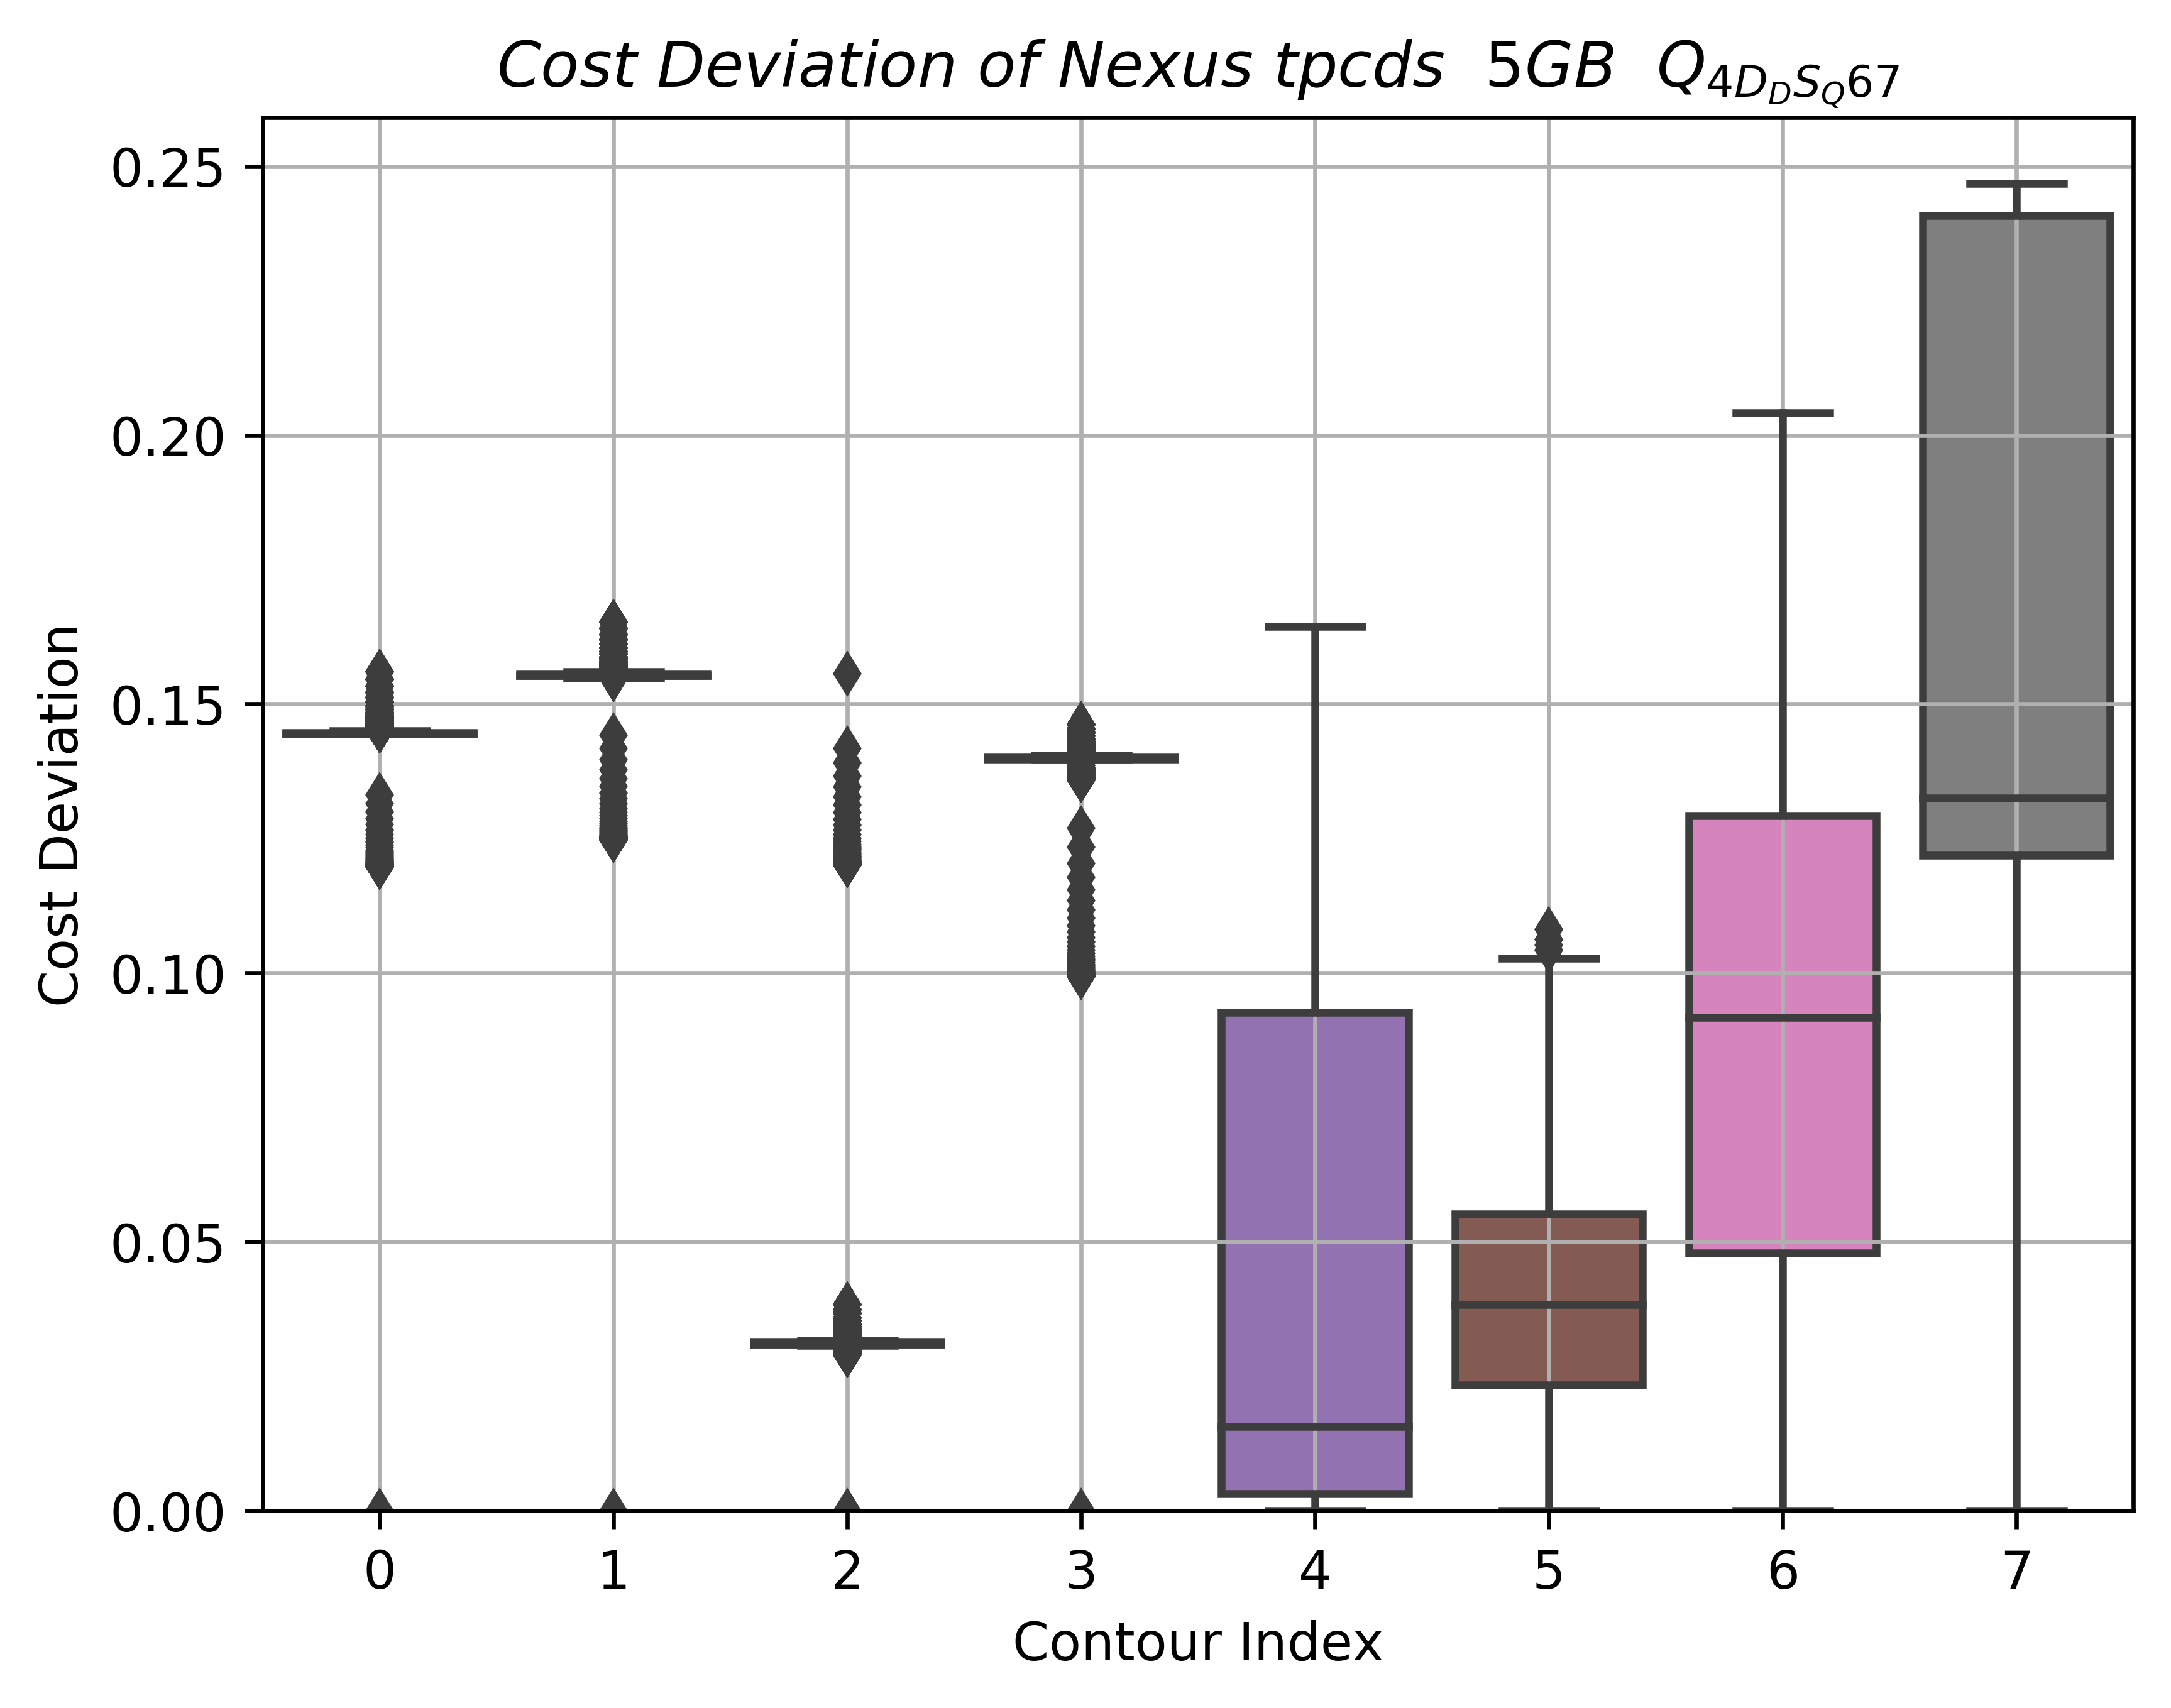 Cost Deviation of Nexus tpcds 5GB Q4DDSQ67
Cost Deviation
0.25
0.20
0.15
0.10
0.05
0.00
0 1 2 3 4 5 6 7
Contour Index